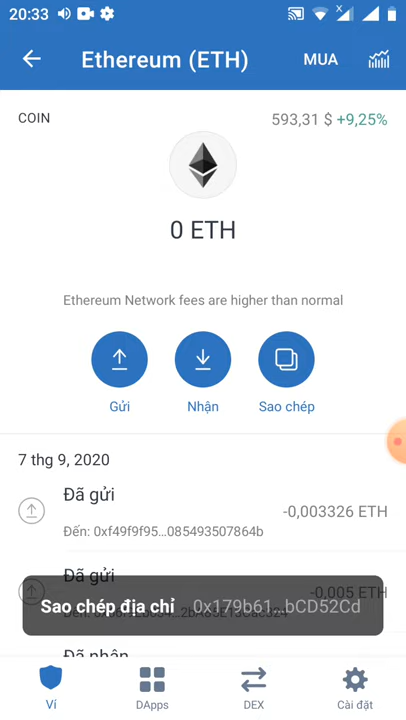 20:33
Ethereum (ETH)
MUA
COIN
593,31 $ +9,25%
0 ETH
Ethereum Network fees are higher than normal
Gửi
Nhận
Sao chép
7 thg 9, 2020
Đã gửi
-0,003326 ETH
Đến: 0xf49f9f95...085493507864b
Đã gửi
-0,005 ETH
Sao chép địa chỉ 0x179b61...bCD52Cd
Đã nhận
Ví
DApps
DEX
Cài đặt